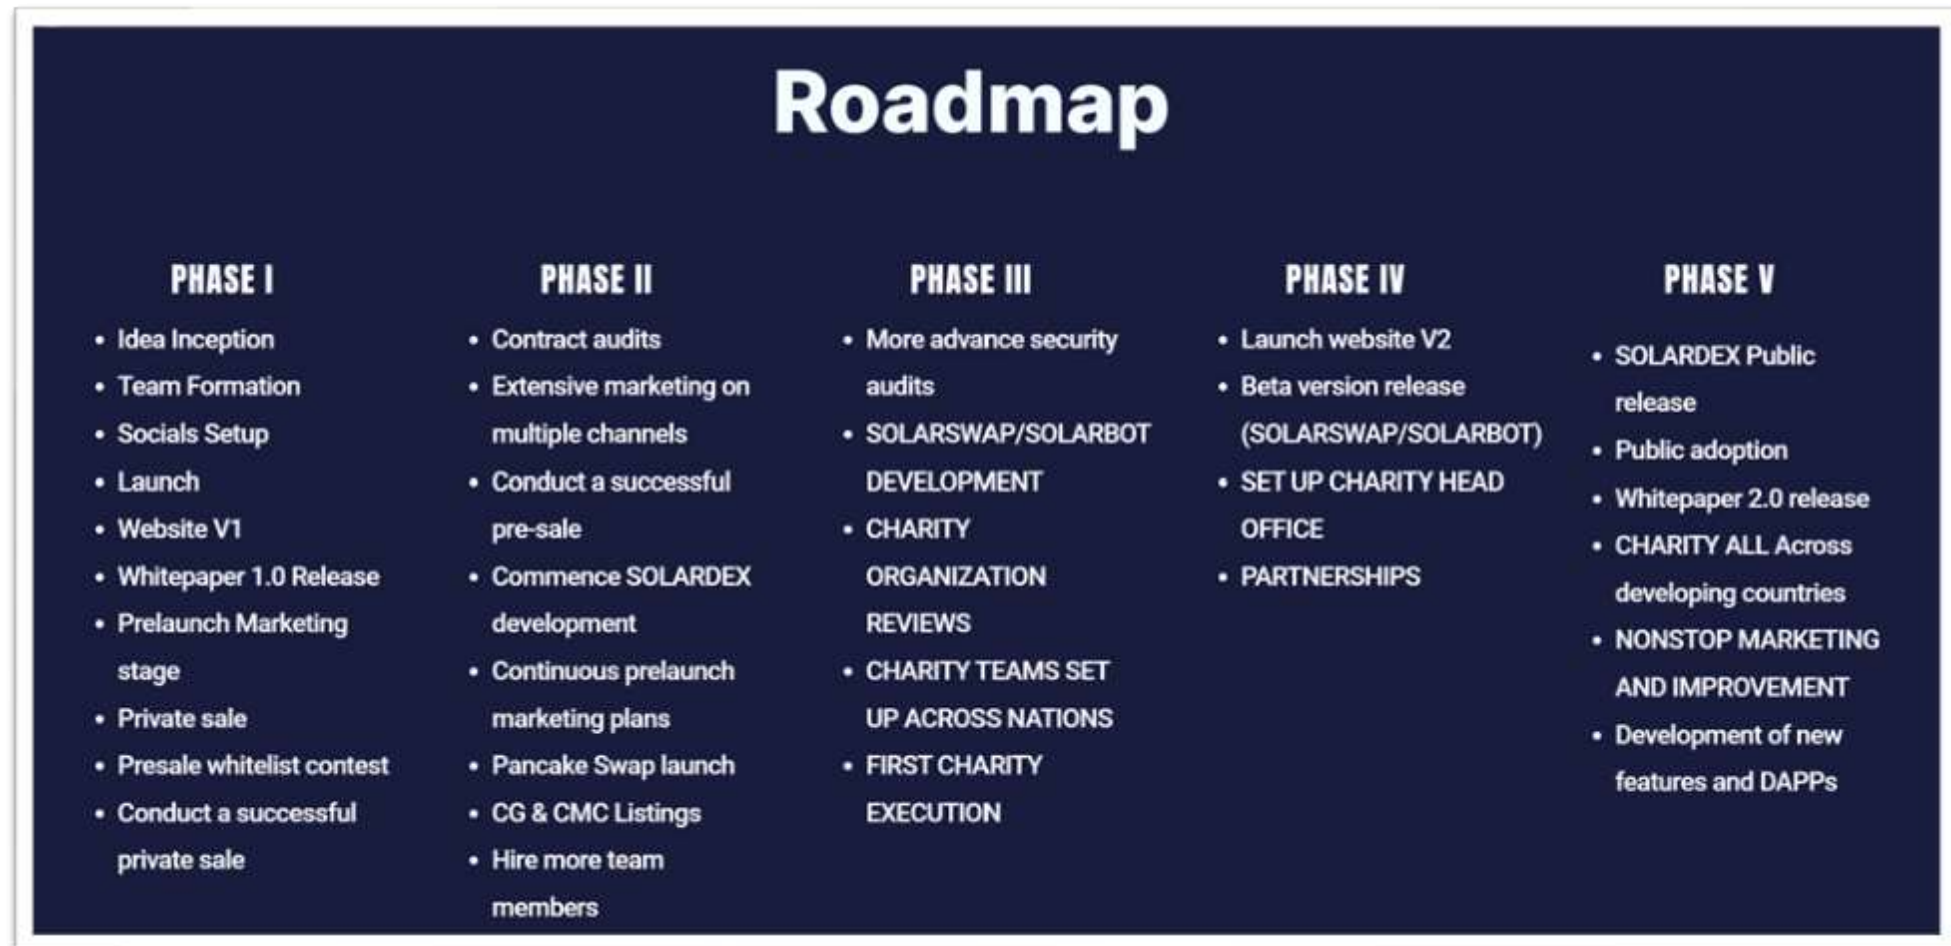 Roadmap
PHASE I
• Idea Inception
• Team Formation
• Socials Setup
• Launch
• Website V1
• Whitepaper 1.0 Release
• Prelaunch Marketing
stage
• Private sale
• Presale whitelist contest
• Conduct a successful
private sale
PHASE II
• Contract audits
• Extensive marketing on
multiple channels
• Conduct a successful
pre-sale
• Commence SOLARDEX
development
• Continuous prelaunch
marketing plans
• Pancake Swap launch
• CG & CMC Listings
• Hire more team
members
PHASE III
• More advance security
audits
• SOLARSWAP/SOLARBOT
DEVELOPMENT
• CHARITY
ORGANIZATION
REVIEWS
• CHARITY TEAMS SET
UP ACROSS NATIONS
• FIRST CHARITY
EXECUTION
PHASE IV
• Launch website V2
• Beta version release
(SOLARSWAP/SOLARBOT)
• SET UP CHARITY HEAD
OFFICE
• PARTNERSHIPS
PHASE V
• SOLARDEX Public
release
• Public adoption
• Whitepaper 2.0 release
• CHARITY ALL Across
developing countries
• NONSTOP MARKETING
AND IMPROVEMENT
• Development of new
features and DAPPs